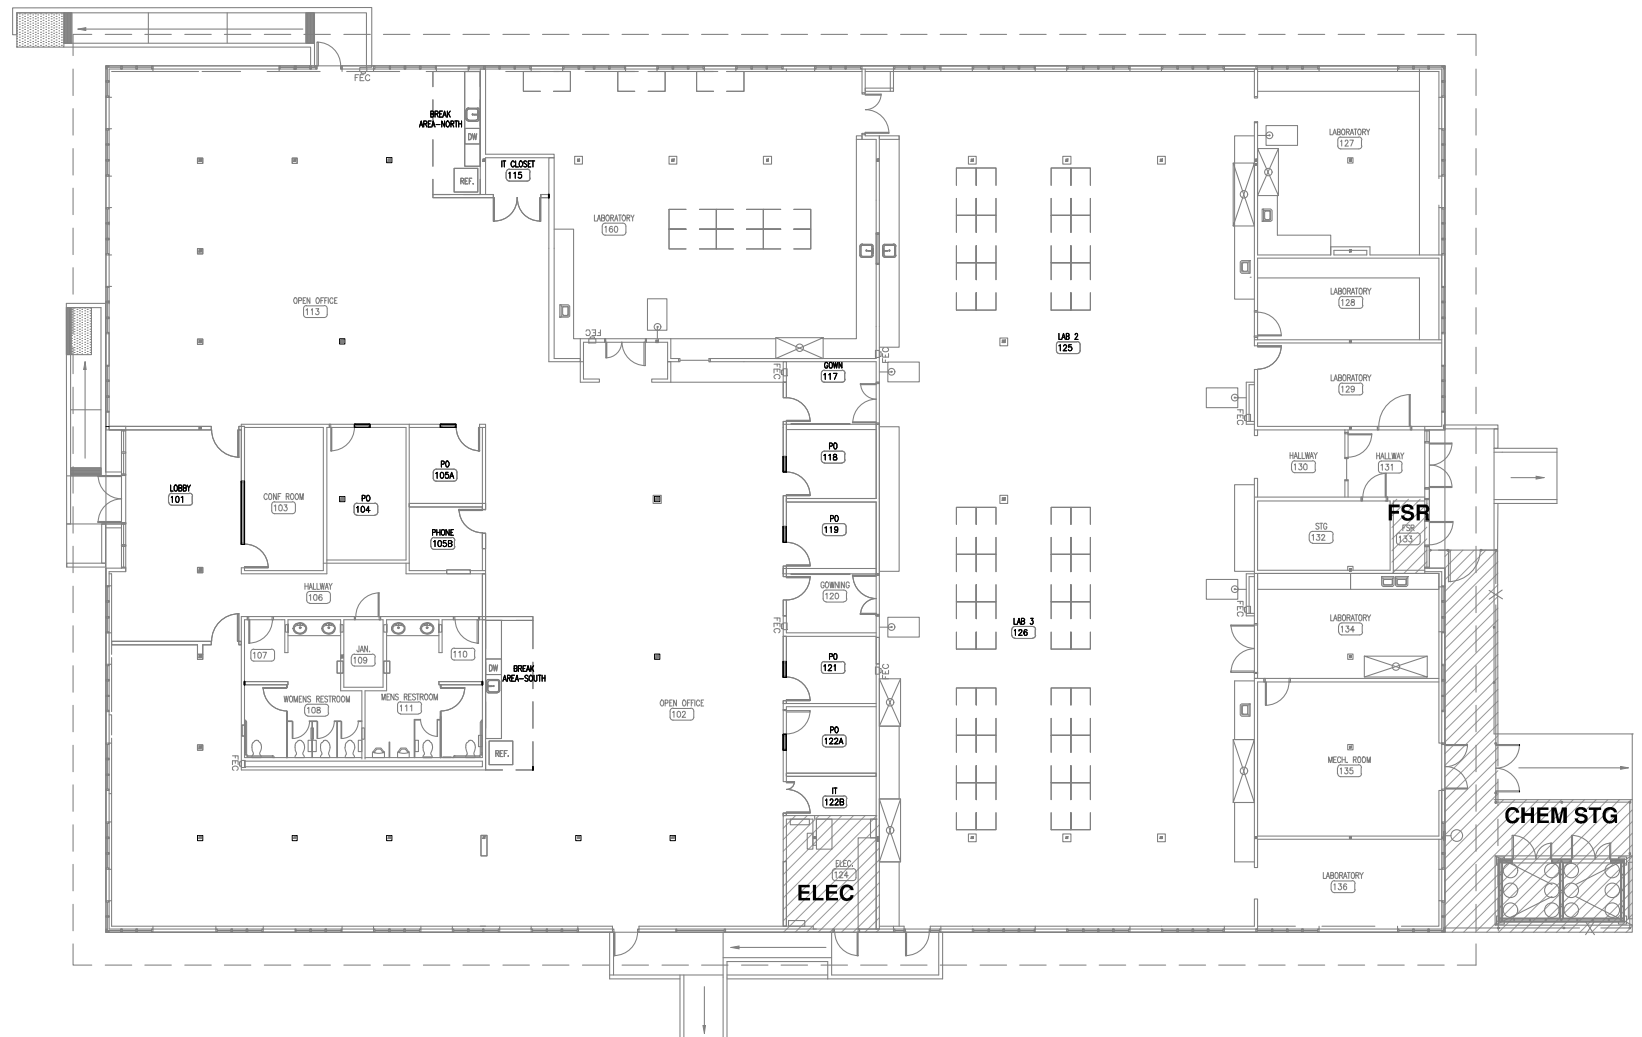 FEC
BREAK
AREA-NORTH
DW
REF.
IT CLOSET
115
LABORATORY
160
LABORATORY
127
OPEN OFFICE
113
LABORATORY
128
FEC
LAB 2
125
FEC
GOWN
117
FEC
LABORATORY
129
FEC
LOBBY
101
CONF ROOM
103
PO
104
PO
105A
PHONE
105B
PO
118
PO
119
HALLWAY
130
HALLWAY
131
FSR
FSR
133
STG
132
HALLWAY
106
GOWNING
120
FEC
FEC
LAB 3
126
LABORATORY
134
107
JAN.
109
110
DW
BREAK
AREA-SOUTH
WOMENS RESTROOM
108
MENS RESTROOM
111
REF.
FEC
OPEN OFFICE
102
PO
121
FEC
PO
122A
IT
122B
MECH. ROOM
135
CHEM STG
ELEC.
124
ELEC
LABORATORY
136